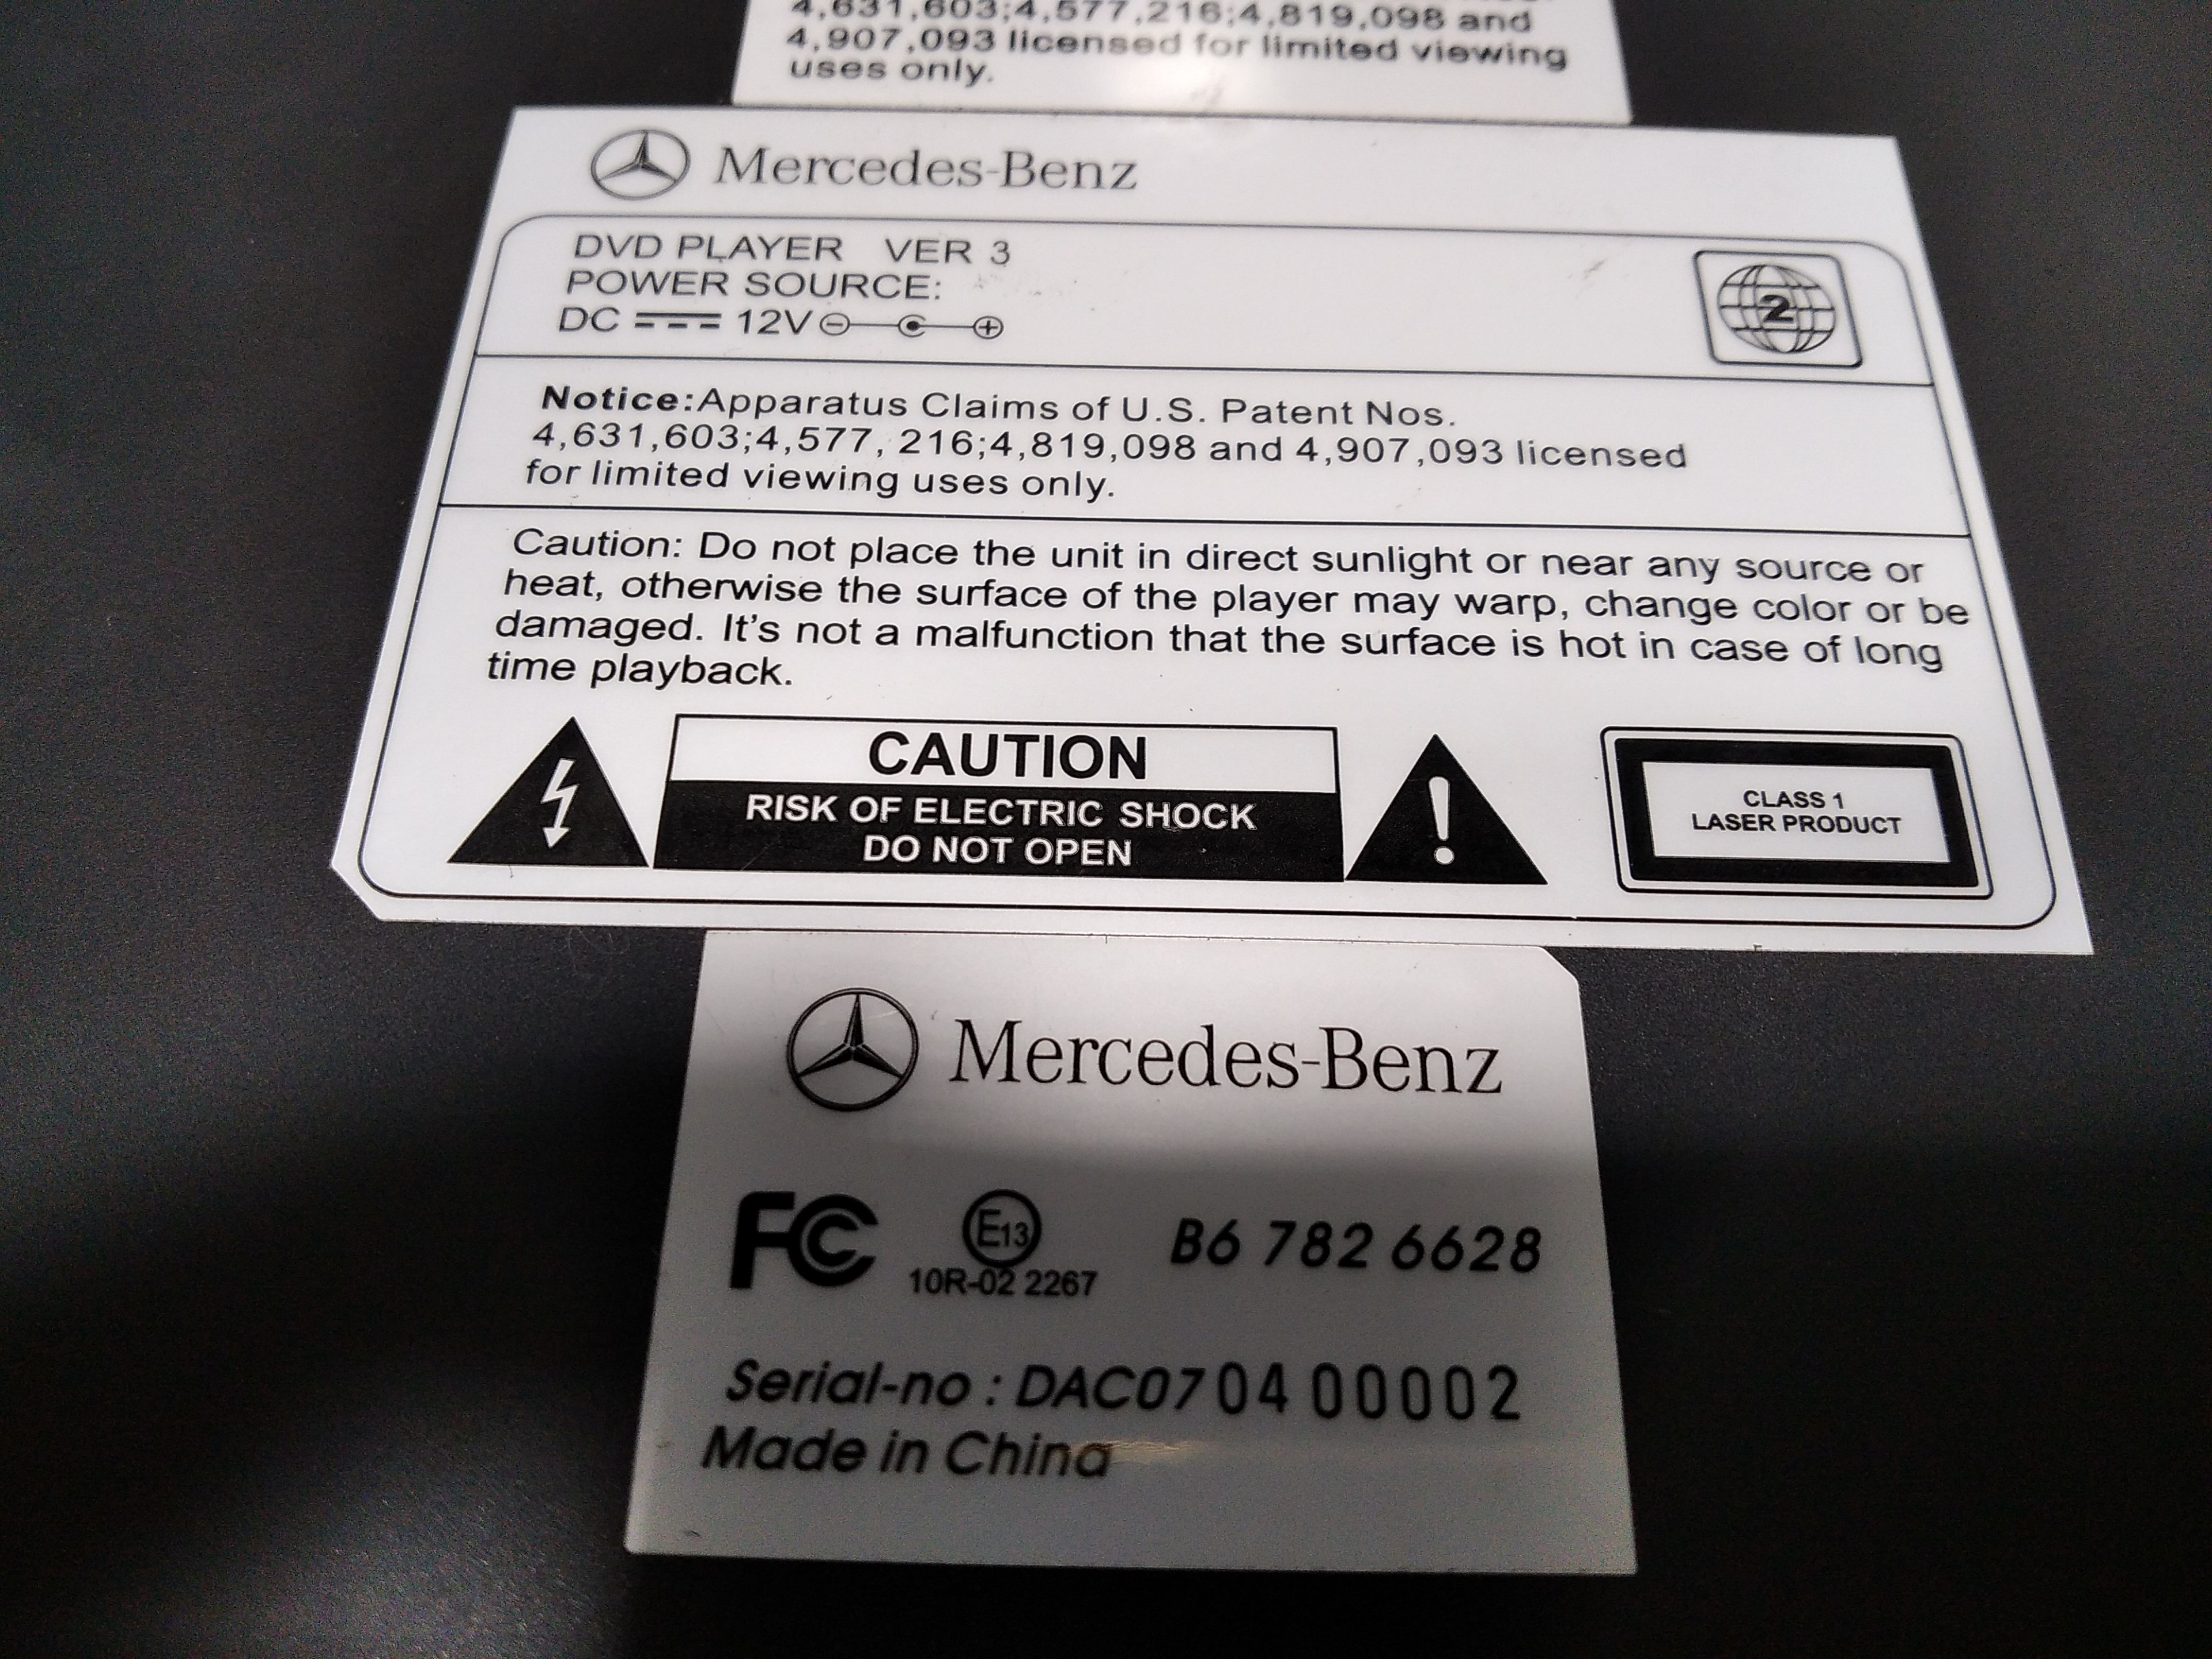 4,631,603;4,577,216;4,819,098 and
4,907,093 licensed for limited viewing
uses only.
Mercedes-Benz
DVD PLAYER VER 3
POWER SOURCE:
DC 12V
2
Notice:Apparatus Claims of U.S. Patent Nos.
4,631,603;4,577, 216;4,819,098 and 4,907,093 licensed
for limited viewing uses only.
Caution: Do not place the unit in direct sunlight or near any source or
heat, otherwise the surface of the player may warp, change color or be
damaged. It's not a malfunction that the surface is hot in case of long
time playback.
CAUTION
RISK OF ELECTRIC SHOCK
DO NOT OPEN
CLASS 1
LASER PRODUCT
Mercedes-Benz
FC E13 B6 782 6628
10R-02 2267
Serial-no : DAC0704 00002
Made in China